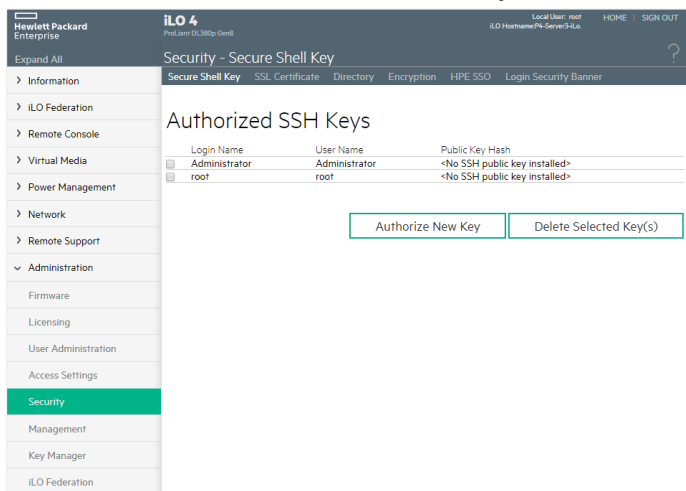 Hewlett Packard
Enterprise
iLO 4
ProLiant DL380p Gen8
Local User: root
iLO Hostname:P4-Server3-iLo.
HOME | SIGN OUT
Expand All
Security - Secure Shell Key
?
Secure Shell Key SSL Certificate Directory Encryption HPE SSO Login Security Banner
Information
iLO Federation
Remote Console
Virtual Media
Power Management
Network
Remote Support
Administration
Firmware
Licensing
User Administration
Access Settings
Security
Management
Key Manager
iLO Federation
Authorized SSH Keys
Login Name User Name Public Key Hash
Administrator Administrator <No SSH public key installed>
root root <No SSH public key installed>
Authorize New Key Delete Selected Key(s)